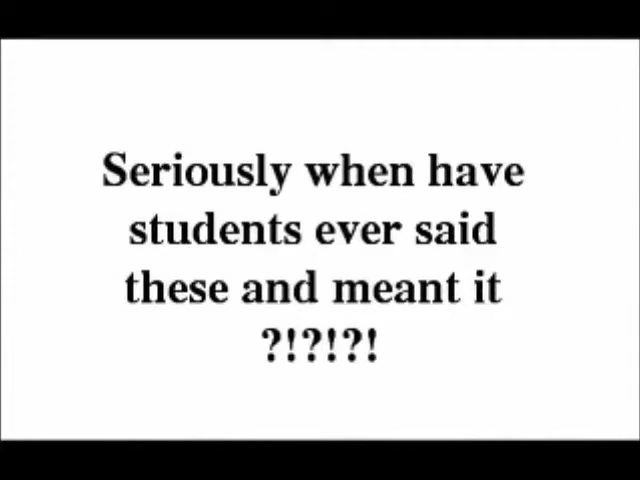 Seriously when have
students ever said
these and meant it
?!?!?!